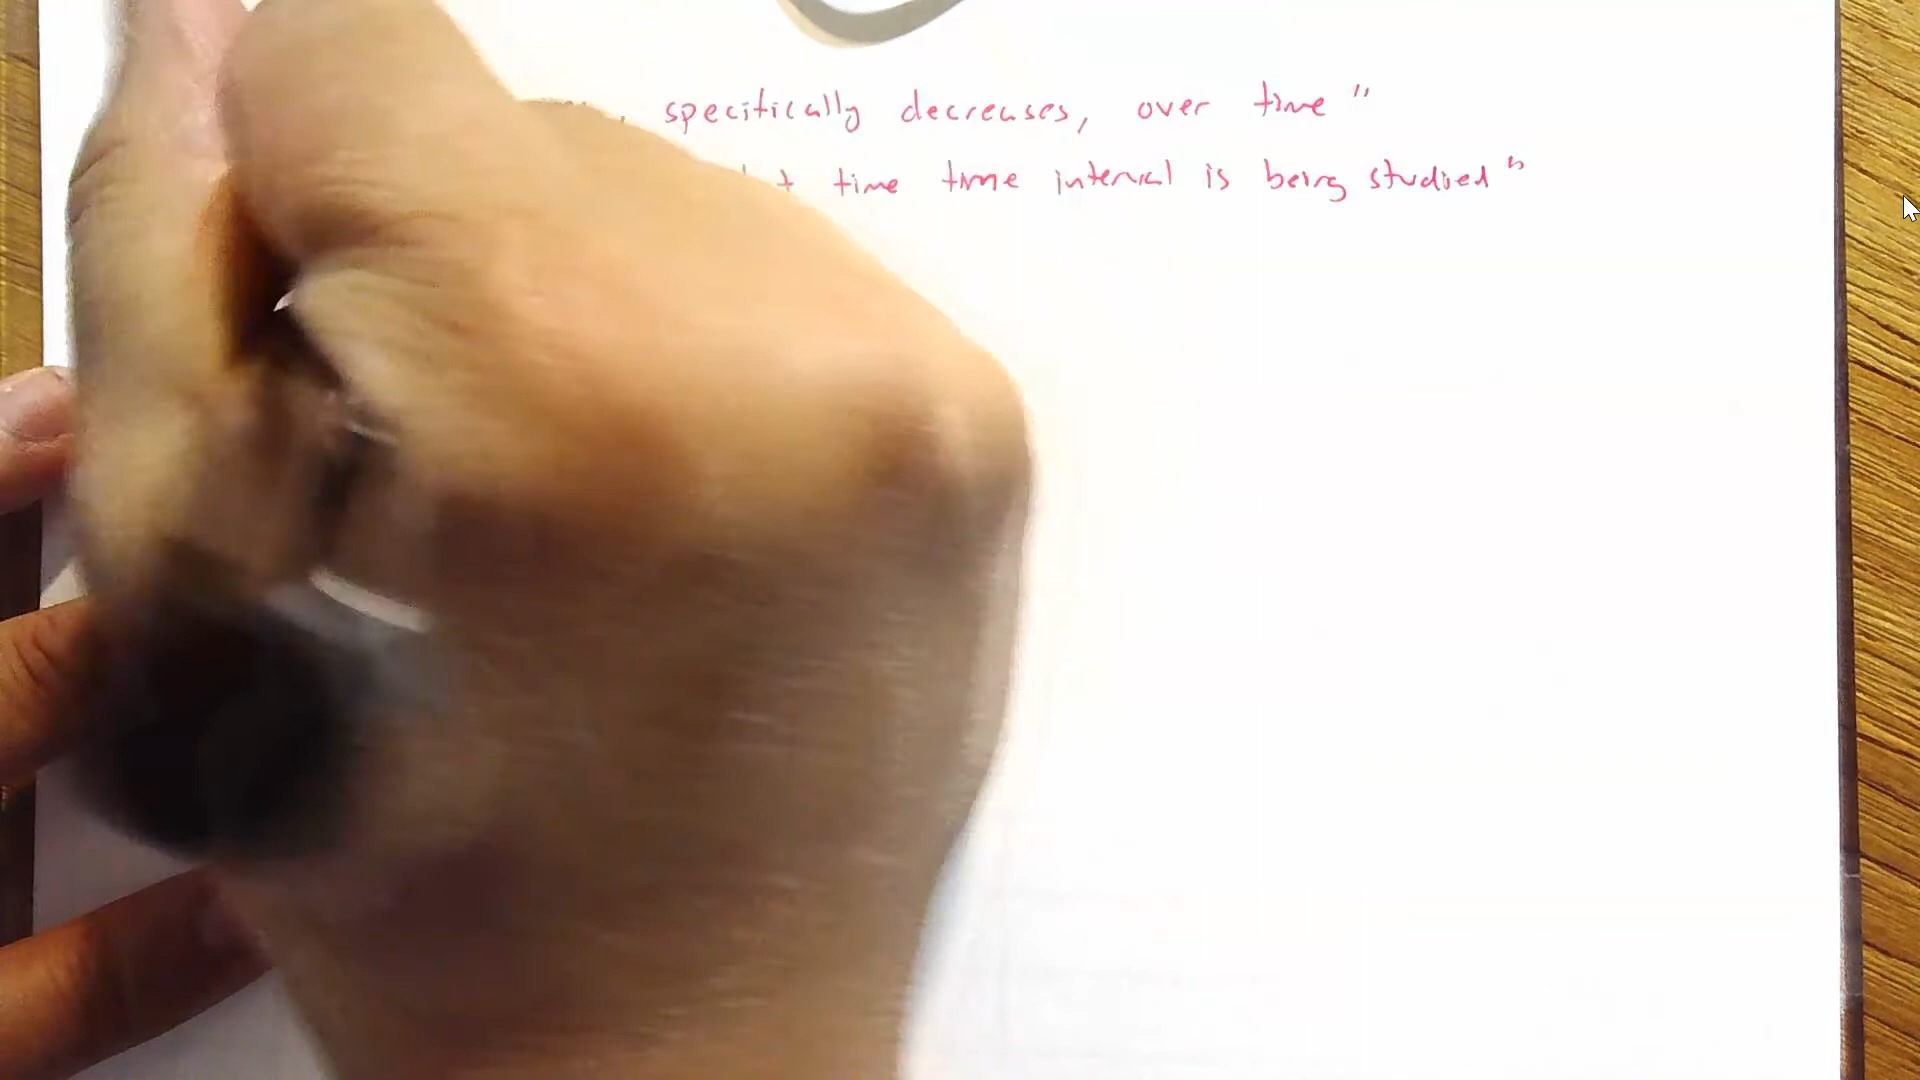 specifically decreases, over time"
time time interval is being studied"